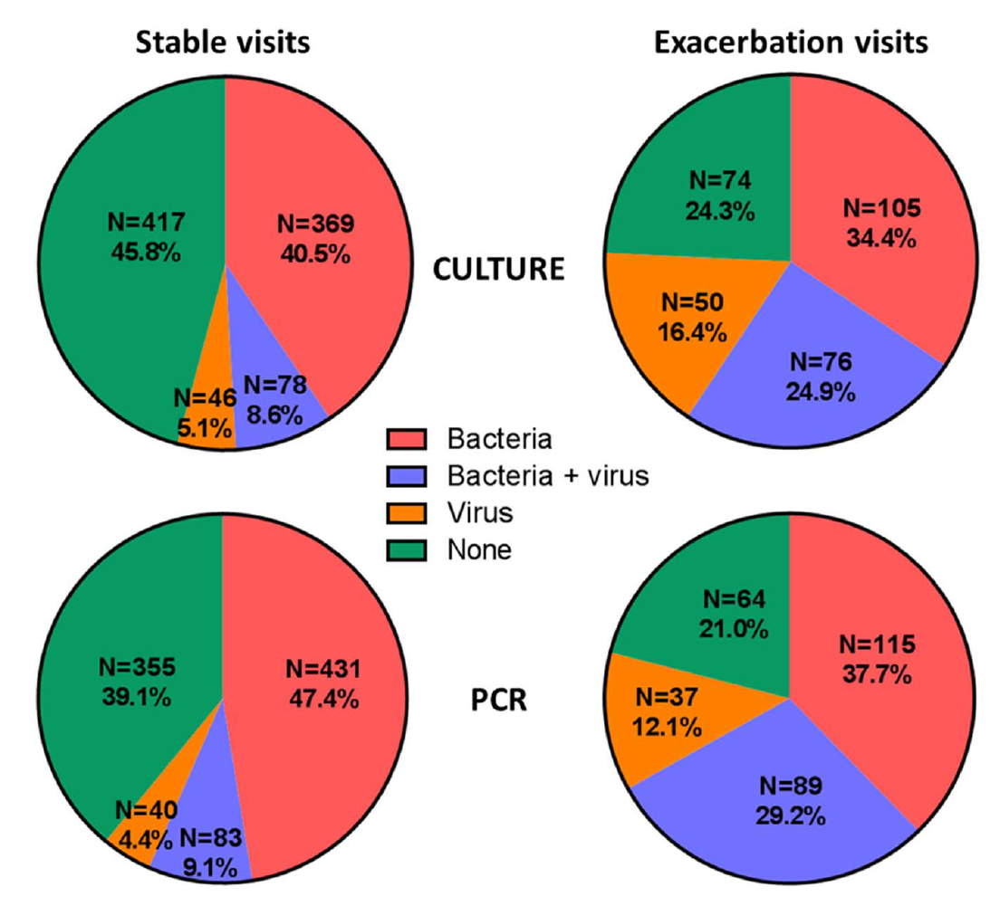 Stable visits
Exacerbation visits
N=417
45.8%
N=369
40.5%
N=46
5.1%
N=78
8.6%
CULTURE
N=74
24.3%
N=105
34.4%
N=50
16.4%
N=76
24.9%
Bacteria
Bacteria + virus
Virus
None
N=355
39.1%
N=431
47.4%
N=40
4.4%
N=83
9.1%
PCR
N=64
21.0%
N=115
37.7%
N=37
12.1%
N=89
29.2%